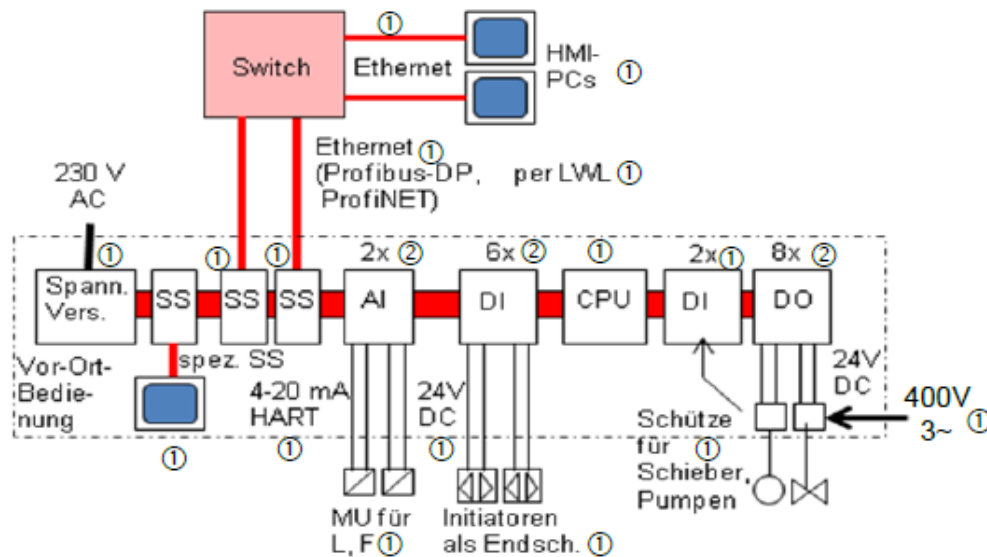 ①
Switch
Ethernet
HMI-
PCs ①
Ethernet ①
(Profibus-DP, per LWL ①
ProfiNET)
230 V
AC
① ① ① 2x ② 6x ② ① 2x ① 8x ②
Spann.
Vers.
SS SS SS AI DI CPU DI DO
Vor-Ort-
Bedie-
nung
①
spez. SS
4-20 mA
HART
①
24V
DC
①
Schütze
für ①
Schieber,
Pumpen
24V
DC
400V
3~ ①
MU für
L, F ①
Initiatoren
als Endsch. ①